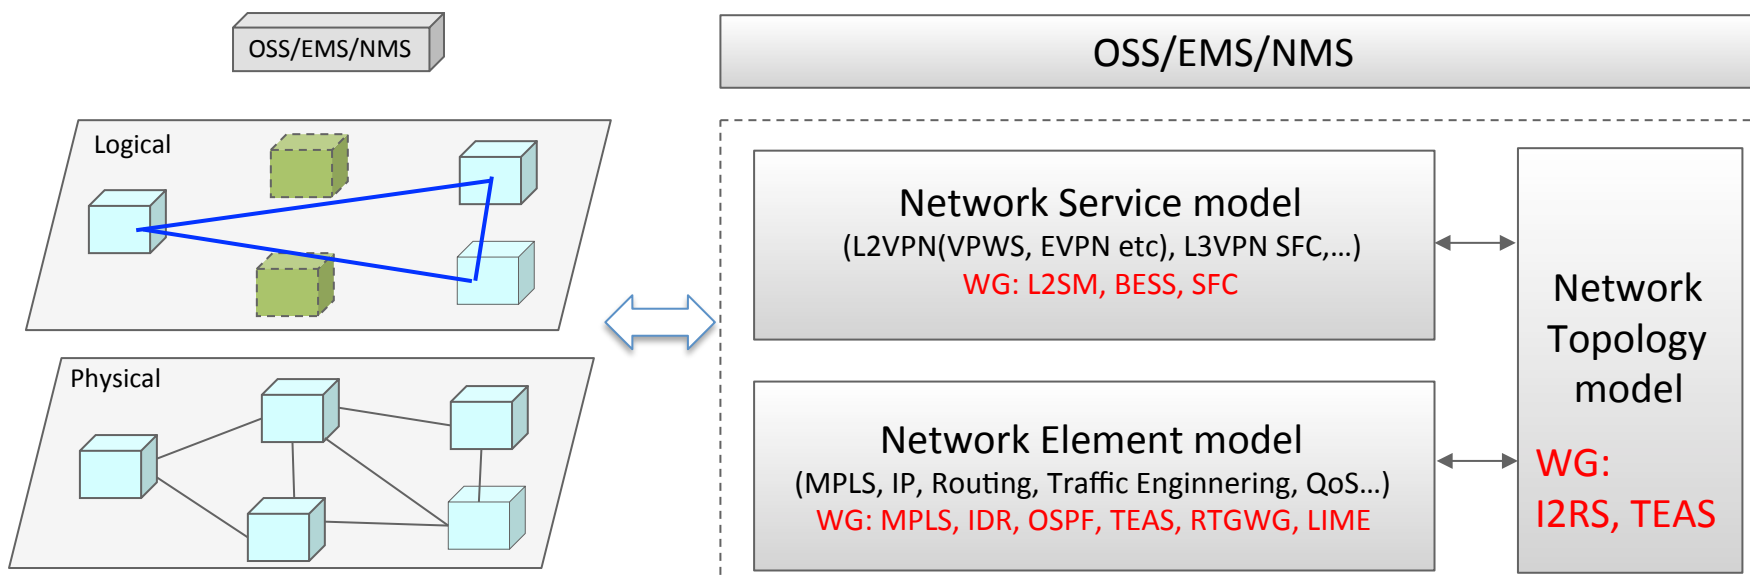 OSS/EMS/NMS
Logical
Physical
OSS/EMS/NMS
Network Service model
(L2VPN(VPWS, EVPN etc), L3VPN SFC,...)
WG: L2SM, BESS, SFC
Network Element model
(MPLS, IP, Routing, Traffic Enginnering, QoS...)
WG: MPLS, IDR, OSPF, TEAS, RTGWG, LIME
Network
Topology
model
WG:
I2RS, TEAS